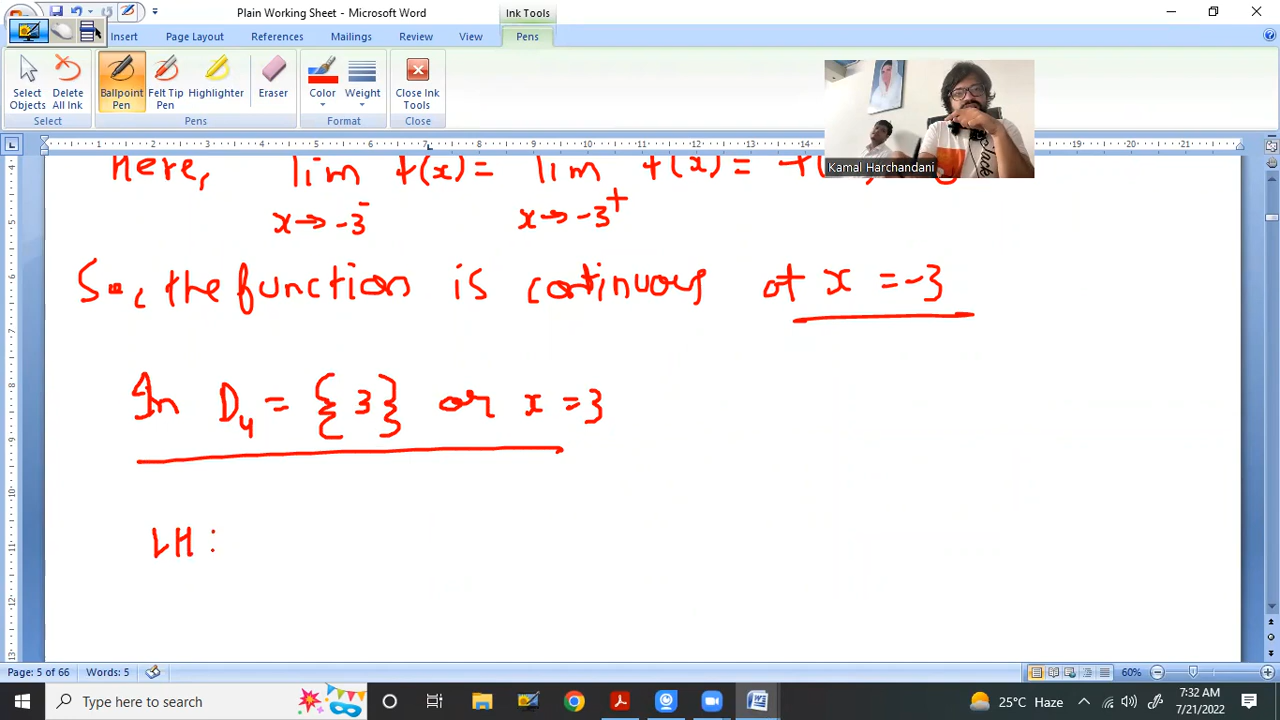 Plain Working Sheet - Microsoft Word
Ink Tools
Insert Page Layout References Mailings Review View Pens
Select Objects
Delete All Ink
Ballpoint Pen
Felt Tip Pen
Highlighter
Eraser
Color
Weight
Close Ink Tools
Select Pens Format Close
Kamal Harchandani
Here, lim f(x) = lim f(x) =
x→-3⁻ x→-3⁺
So, the function is continuous at x = -3
In D₄ = {3} or x = 3
LH :
Page: 5 of 66 Words: 5 60%
Type here to search
25°C Haze
7:32 AM
7/21/2022